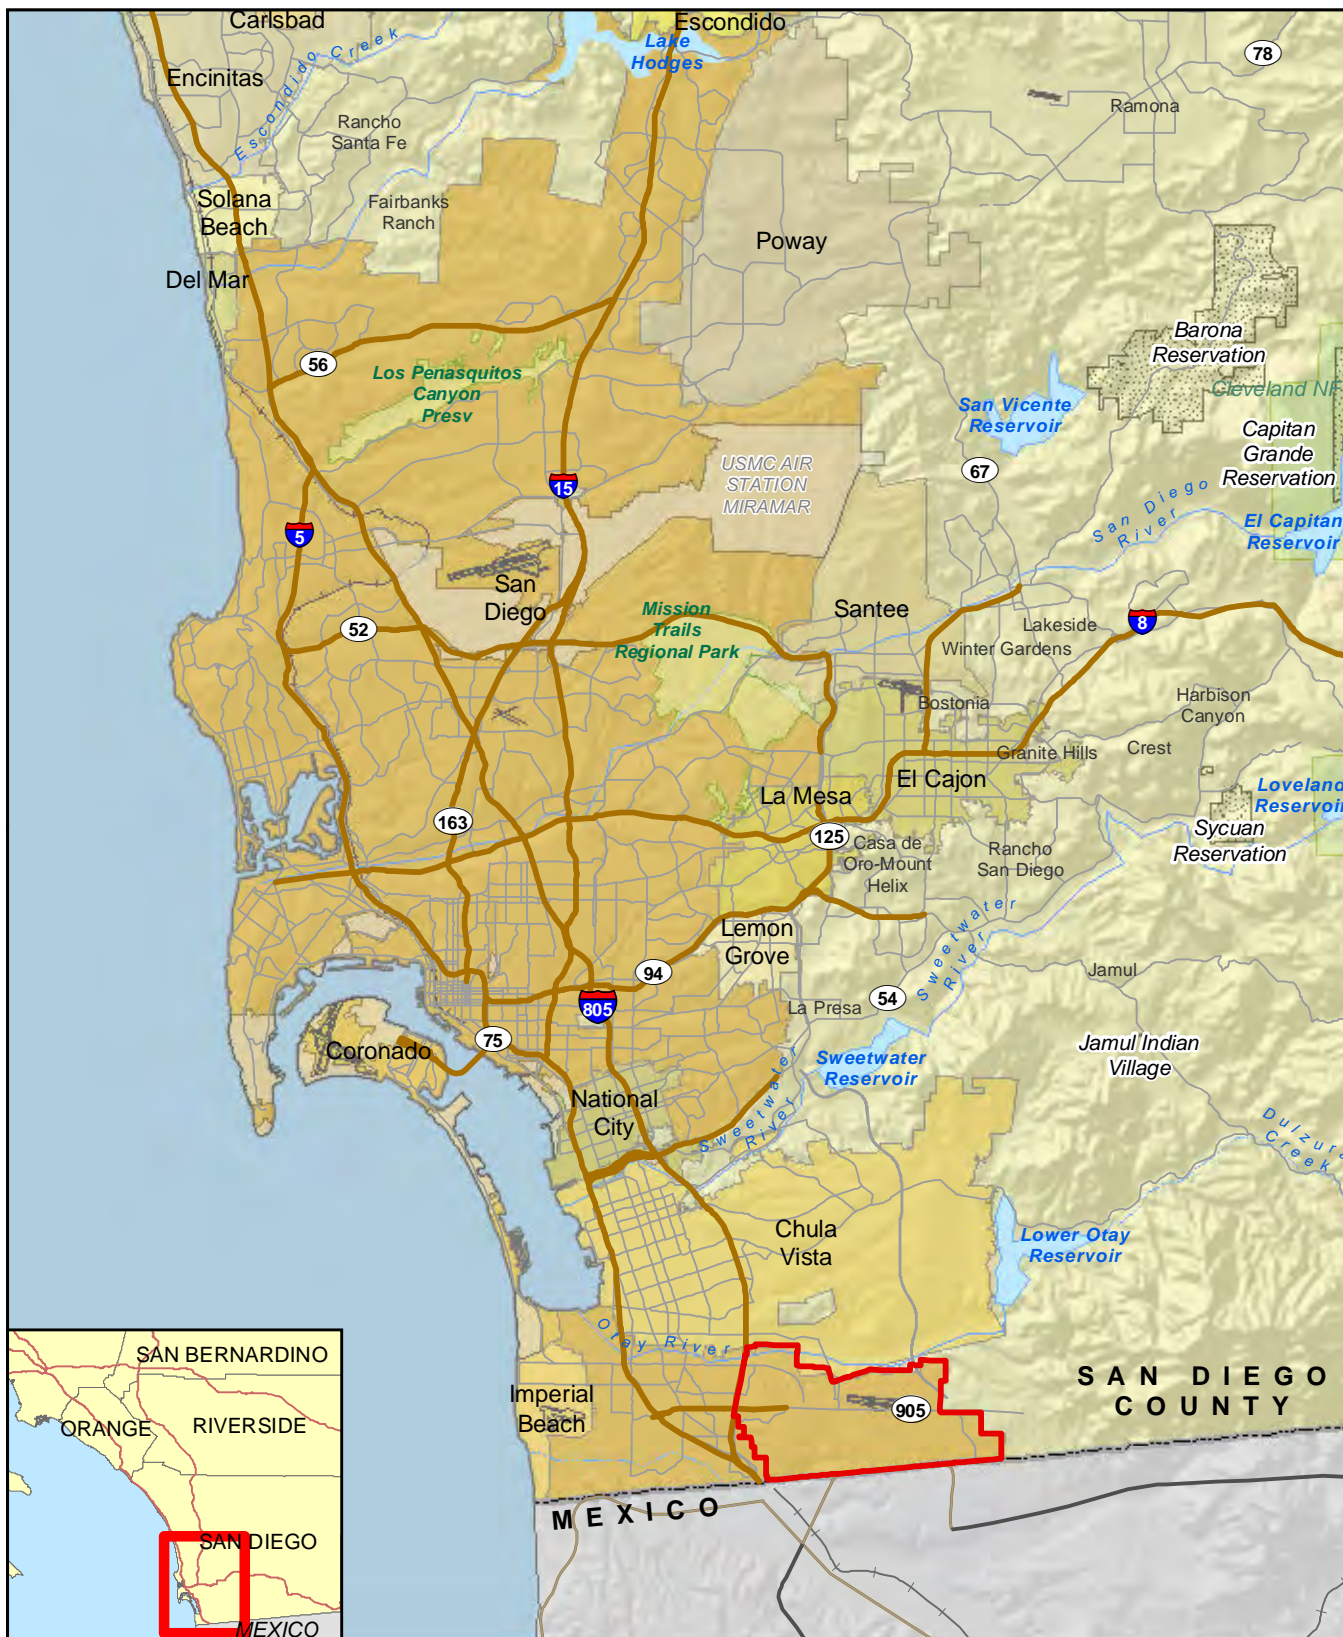 Carlsbad
Escondido
Lake
Hodges
78
Encinitas
Escondido Creek
Ramona
Rancho
Santa Fe
Solana
Beach
Fairbanks
Ranch
Poway
Del Mar
Barona
Reservation
56
Los Penasquitos
Canyon
Presv
Cleveland NF
San Vicente
Reservoir
Capitan
Grande
Reservation
USMC AIR
STATION
MIRAMAR
67
15
San Diego
River
El Capitan
Reservoir
5
San
Diego
Mission
Trails
Regional Park
Santee
52
Lakeside
8
Winter Gardens
Bostonia
Harbison
Canyon
Granite Hills
Crest
La Mesa
El Cajon
Loveland
Reservoir
163
125
Sycuan
Reservation
Casa de
Oro-Mount
Helix
Rancho
San Diego
Lemon
Grove
Sweetwater
River
94
Jamul
54
La Presa
805
75
Coronado
Jamul Indian
Village
Sweetwater
Reservoir
National
City
Sweetwater
River
Dulzura
Creek
Chula
Vista
Lower Otay
Reservoir
Otay River
SAN DIEGO
COUNTY
Imperial
Beach
905
MEXICO
SAN BERNARDINO
ORANGE
RIVERSIDE
SAN DIEGO
MEXICO